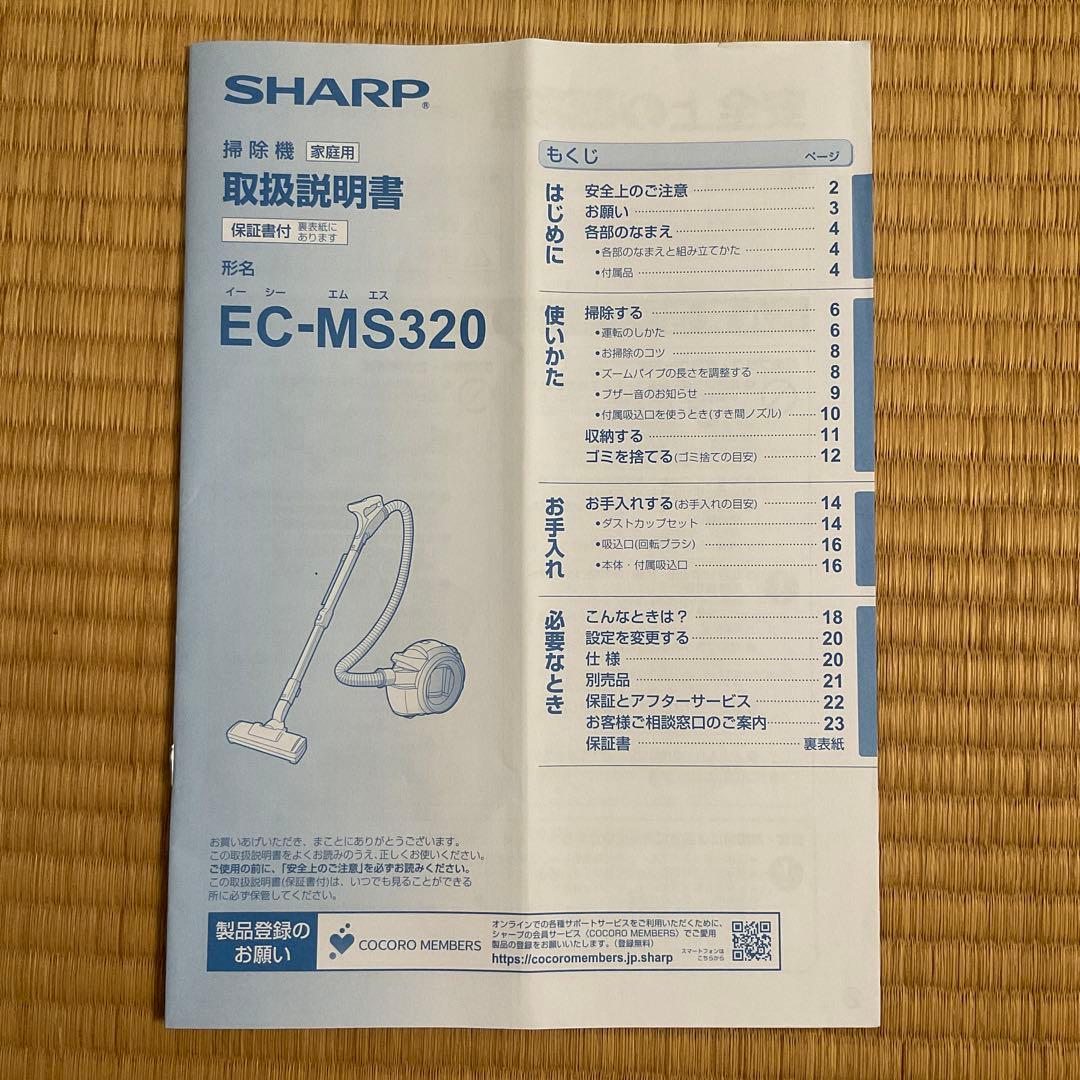 SHARP®
掃除機 家庭用
取扱説明書
保証書付 裏表紙に
あります
形名
イー シー エム エス
EC-MS320
お買いあげいただき、まことにありがとうございます。
この取扱説明書をよくお読みのうえ、正しくお使いください。
ご使用の前に、「安全上のご注意」を必ずお読みください。
この取扱説明書(保証書付)は、いつでも見ることができる
所に必ず保管してください。
もくじ ページ
はじめに
安全上のご注意 2
お願い 3
各部のなまえ 4
•各部のなまえと組み立てかた 4
•付属品 4
使いかた
掃除する 6
•運転のしかた 6
•お掃除のコツ 8
•ズームパイプの長さを調整する 8
•ブザー音のお知らせ 9
•付属吸込口を使うとき(すき間ノズル) 10
収納する 11
ゴミを捨てる(ゴミ捨ての目安) 12
お手入れ
お手入れする(お手入れの目安) 14
•ダストカップセット 14
•吸込口(回転ブラシ) 16
•本体・付属吸込口 16
必要なとき
こんなときは？ 18
設定を変更する 20
仕様 20
別売品 21
保証とアフターサービス 22
お客様ご相談窓口のご案内 23
保証書 裏表紙
製品登録の
お願い
COCORO MEMBERS
オンラインでの各種サポートサービスをご利用いただくために、
シャープの会員サービス（COCORO MEMBERS）でご愛用
製品の登録をお願いいたします。（登録無料）
https://cocoromembers.jp.sharp
スマートフォンは
こちらから